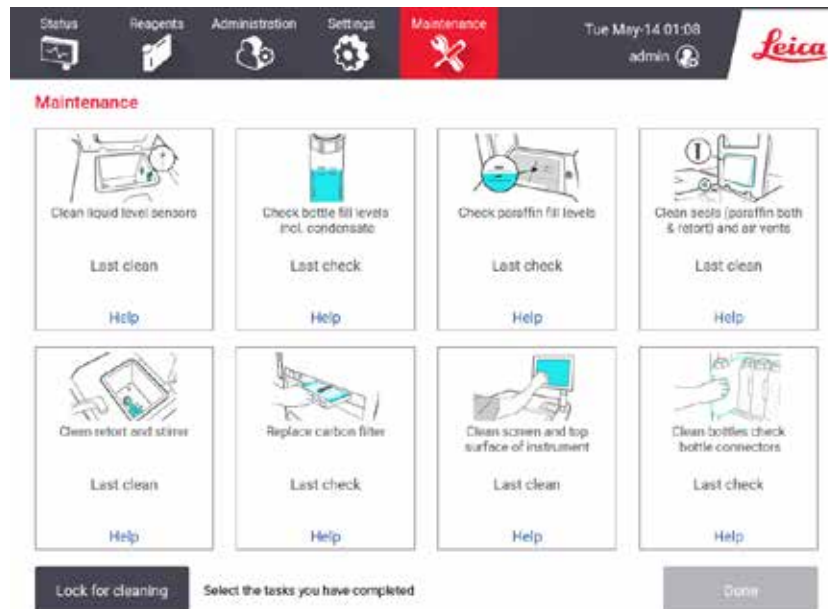 Status Reagents Administration Settings Maintenance
Tue May-14 01:08
admin
Leica
Maintenance
1
Clean liquid level sensors
Last clean
Help
Check bottle fill levels
incl. condensate
Last check
Help
Check paraffin fill levels
Last check
Help
Clean seals (paraffin bath
& retort) and air vents
Last clean
Help
Clean retort and stirrer
Last clean
Help
Replace carbon filter
Last check
Help
Clean screen and top
surface of instrument
Last clean
Help
Clean bottles check
bottle connectors
Last check
Help
Lock for cleaning
Select the tasks you have completed
Done